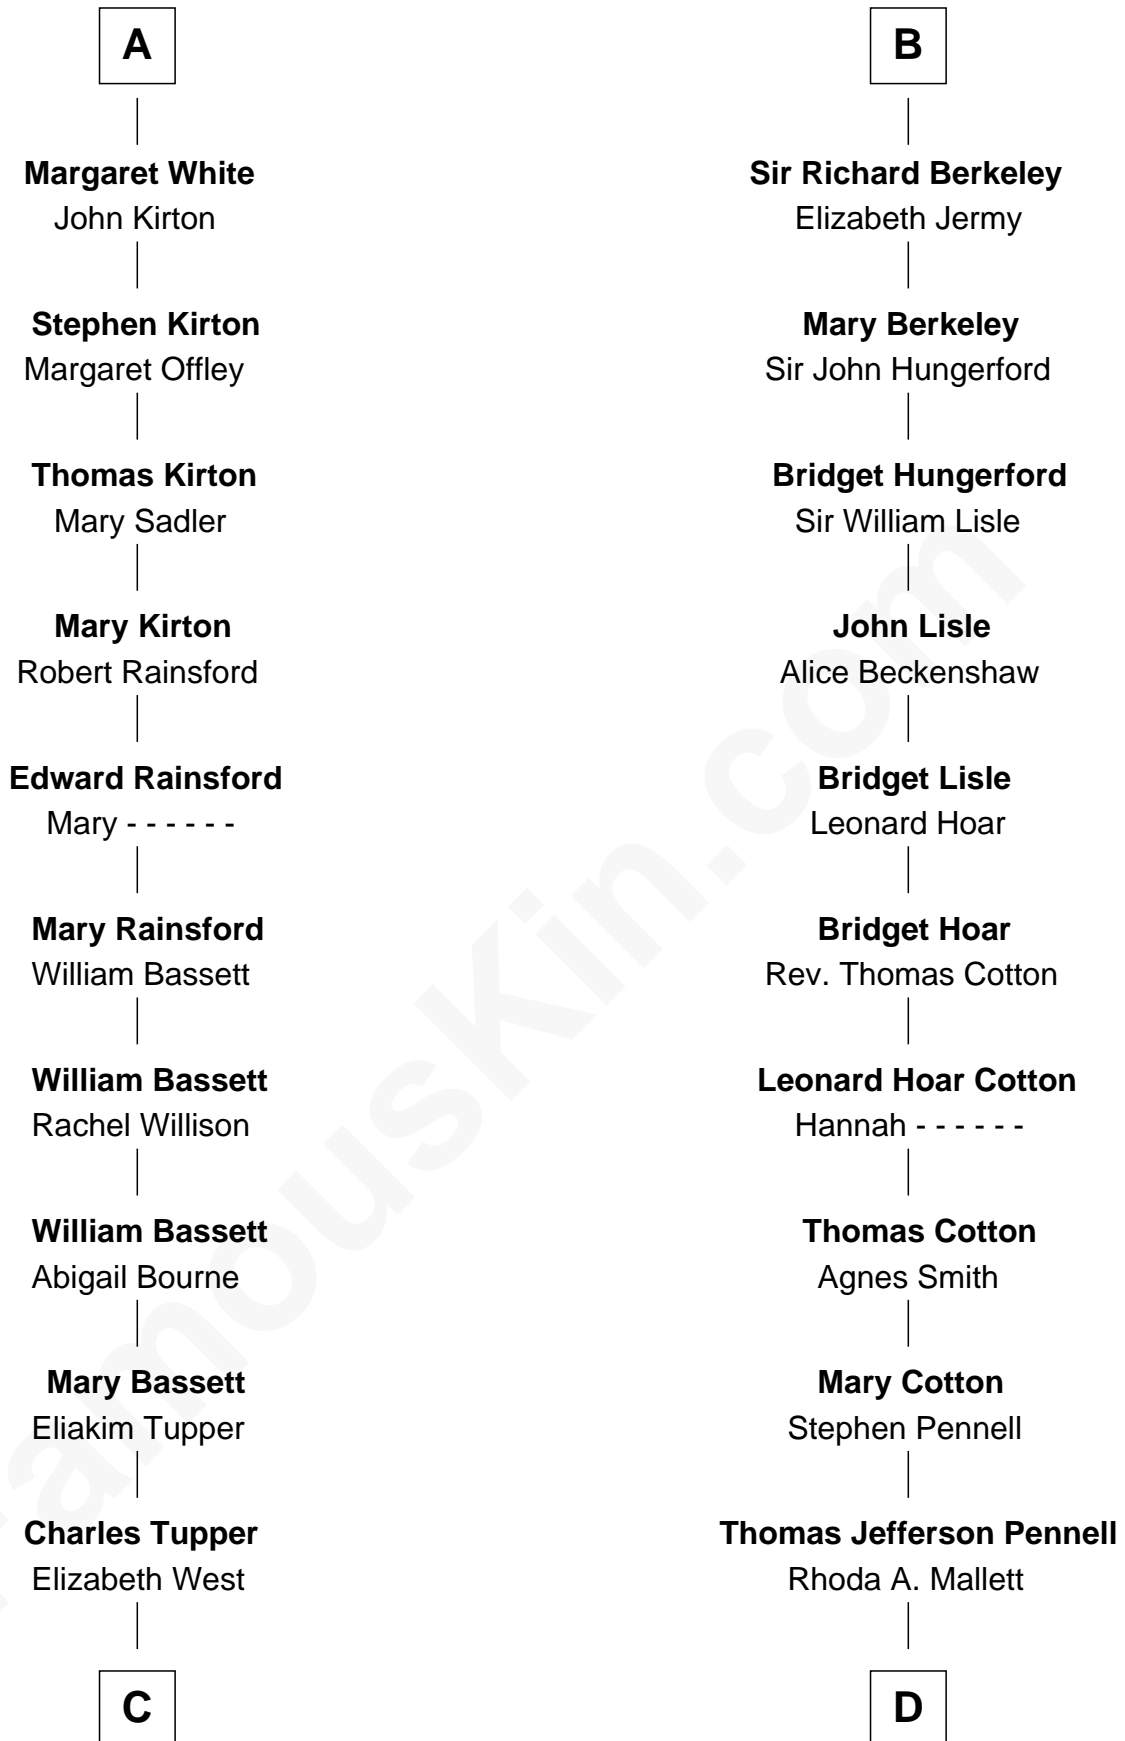 A
Margaret White
John Kirton
Stephen Kirton
Margaret Offley
Thomas Kirton
Mary Sadler
Mary Kirton
Robert Rainsford
Edward Rainsford
Mary - - - - - -
Mary Rainsford
William Bassett
William Bassett
Rachel Willison
William Bassett
Abigail Bourne
Mary Bassett
Eliakim Tupper
Charles Tupper
Elizabeth West
C
B
Sir Richard Berkeley
Elizabeth Jermy
Mary Berkeley
Sir John Hungerford
Bridget Hungerford
Sir William Lisle
John Lisle
Alice Beckenshaw
Bridget Lisle
Leonard Hoar
Bridget Hoar
Rev. Thomas Cotton
Leonard Hoar Cotton
Hannah - - - - - -
Thomas Cotton
Agnes Smith
Mary Cotton
Stephen Pennell
Thomas Jefferson Pennell
Rhoda A. Mallett
D
FamousKin.com